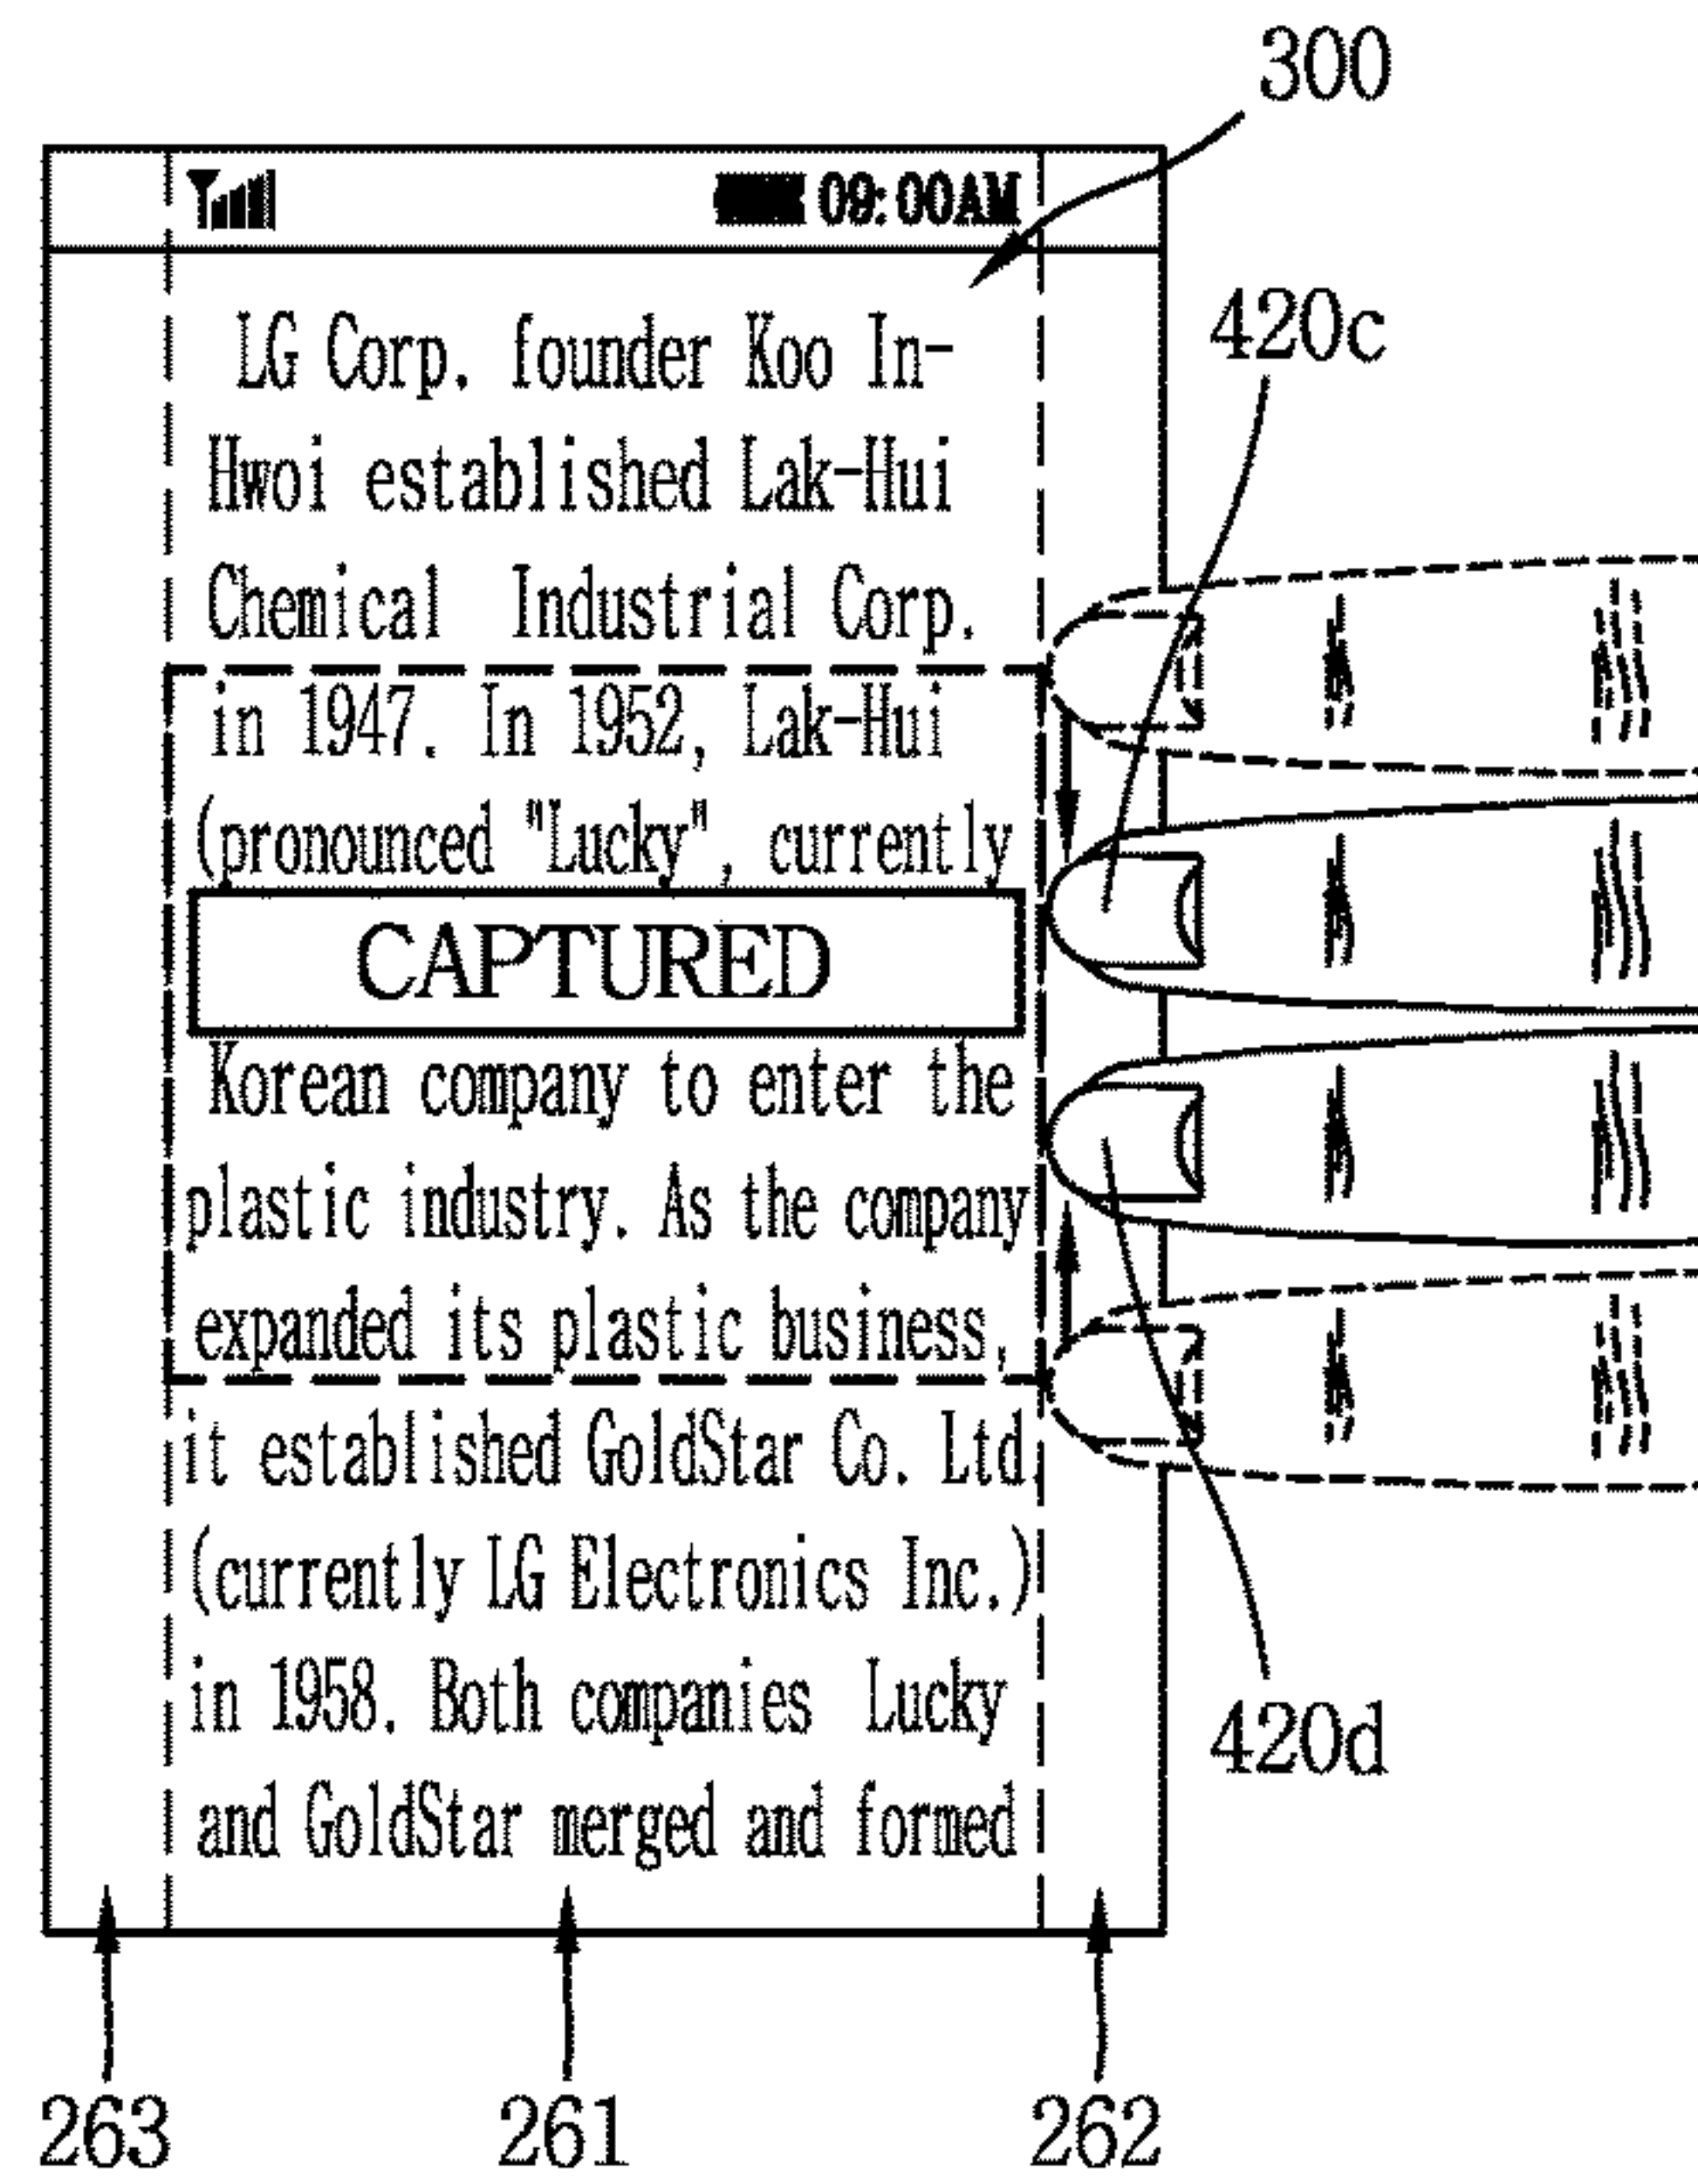 300
09:00AM
LG Corp. founder Koo In-
420c
Hwoi established Lak-Hui
Chemical Industrial Corp.
in 1947. In 1952, Lak-Hui
(pronounced "Lucky", currently
CAPTURED
Korean company to enter the
plastic industry. As the company
expanded its plastic business,
it established GoldStar Co. Ltd.
(currently LG Electronics Inc.)
in 1958. Both companies Lucky
420d
and GoldStar merged and formed
263 261 262